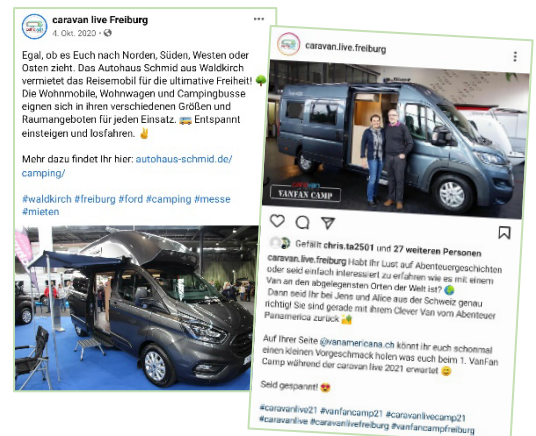 caravan live Freiburg
4. Okt. 2020 ·
Egal, ob es Euch nach Norden, Süden, Westen oder
Osten zieht. Das Autohaus Schmid aus Waldkirch
vermietet das Reisemobil für die ultimative Freiheit! 🌳
Die Wohnmobile, Wohnwagen und Campingbusse
eignen sich in ihren verschiedenen Größen und
Raumangeboten für jeden Einsatz. 🚌 Entspannt
einsteigen und losfahren. ✌
Mehr dazu findet Ihr hier: autohaus-schmid.de/
camping/
#waldkirch #freiburg #ford #camping #messe
#mieten
caravan.live.freiburg
caravan
VANFAN CAMP
Gefällt chris.ta2501 und 27 weiteren Personen
caravan.live.freiburg Habt Ihr Lust auf Abenteuergeschichten
oder seid einfach interessiert zu erfahren wie es mit einem
Van an den abgelegensten Orten der Welt ist? 🌍
Dann seid Ihr bei Jens und Alice aus der Schweiz genau
richtig! Sie sind gerade mit ihrem Clever Van vom Abenteuer
Panamerica zurück 🏕
Auf Ihrer Seite @vanamericana.ch könnt ihr euch schonmal
einen kleinen Vorgeschmack holen was euch beim 1. VanFan
Camp während der caravan live 2021 erwartet 😊
Seid gespannt! 😍
#caravanlive21 #vanfancamp21 #caravanlivecamp21
#caravanlive #caravanlivefreiburg #vanfancampfreiburg